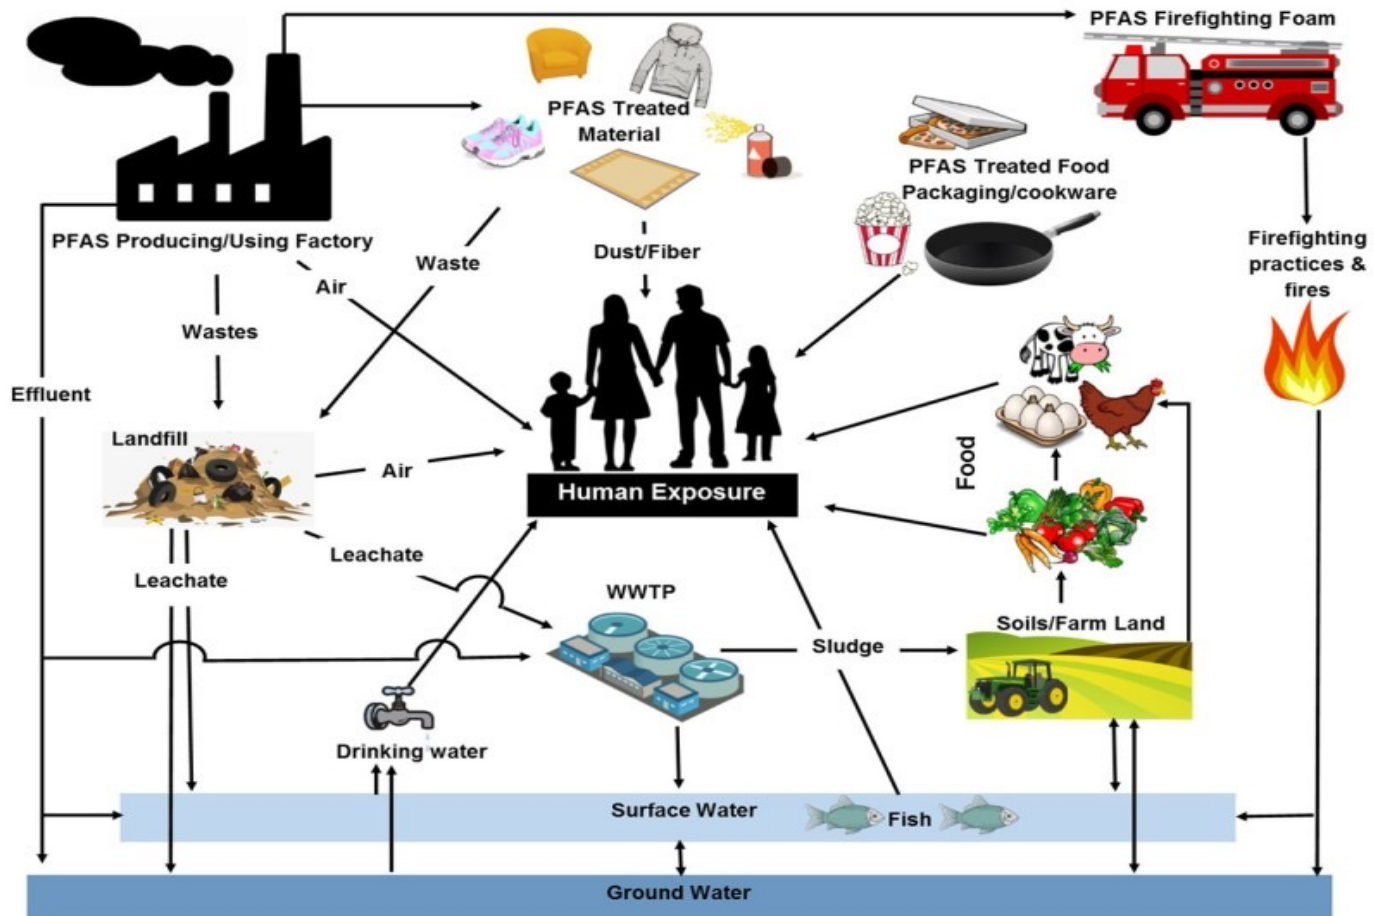 PFAS Firefighting Foam
PFAS Treated
Material
PFAS Treated Food
Packaging/cookware
PFAS Producing/Using Factory
Firefighting
practices &
fires
Dust/Fiber
Waste
Air
Wastes
Effluent
Landfill
Air
Food
Human Exposure
Leachate
Leachate
WWTP
Soils/Farm Land
Sludge
Drinking water
Surface Water
Fish
Ground Water